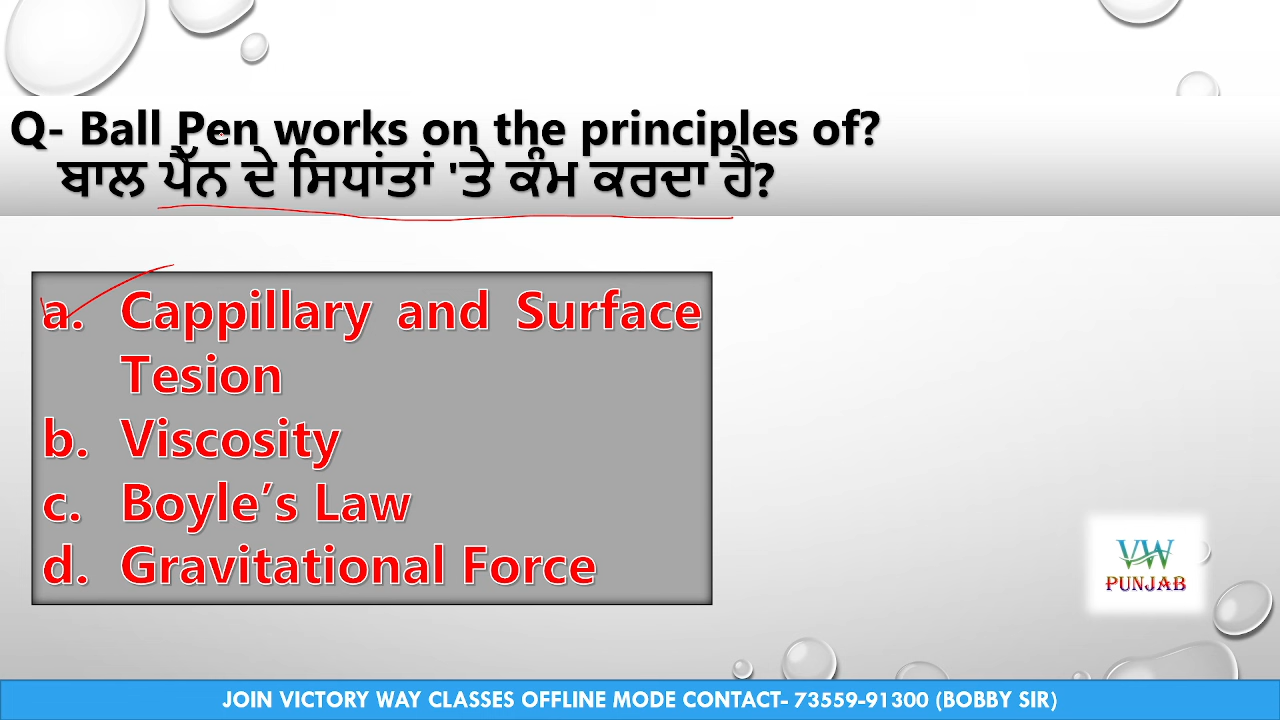 Q- Ball Pen works on the principles of?
ਬਾਲ ਪੈੱਨ ਦੇ ਸਿਧਾਂਤਾਂ 'ਤੇ ਕੰਮ ਕਰਦਾ ਹੈ?
a. Cappillary and Surface
Tesion
b. Viscosity
c. Boyle’s Law
d. Gravitational Force
VW
PUNJAB
JOIN VICTORY WAY CLASSES OFFLINE MODE CONTACT- 73559-91300 (BOBBY SIR)